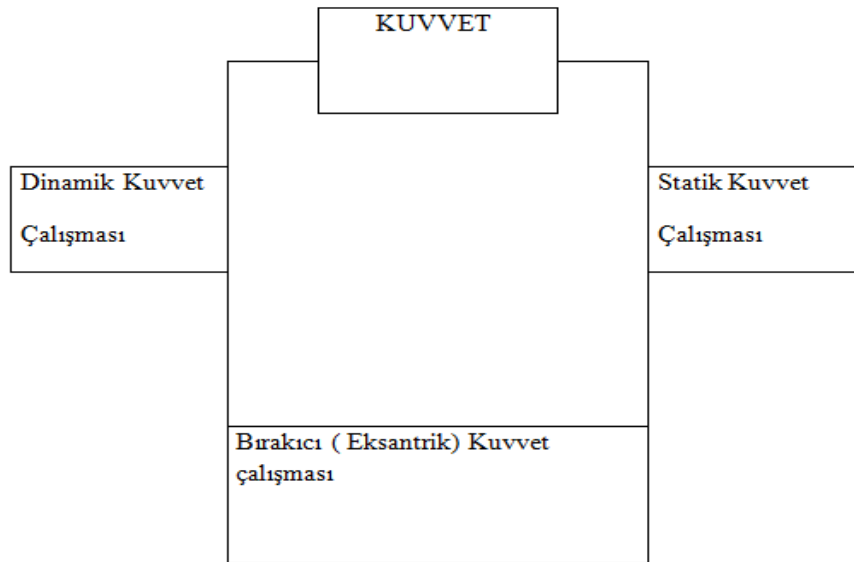 KUVVET
Dinamik Kuvvet
Çalışması
Statik Kuvvet
Çalışması
Bırakıcı ( Eksantrik) Kuvvet
çalışması